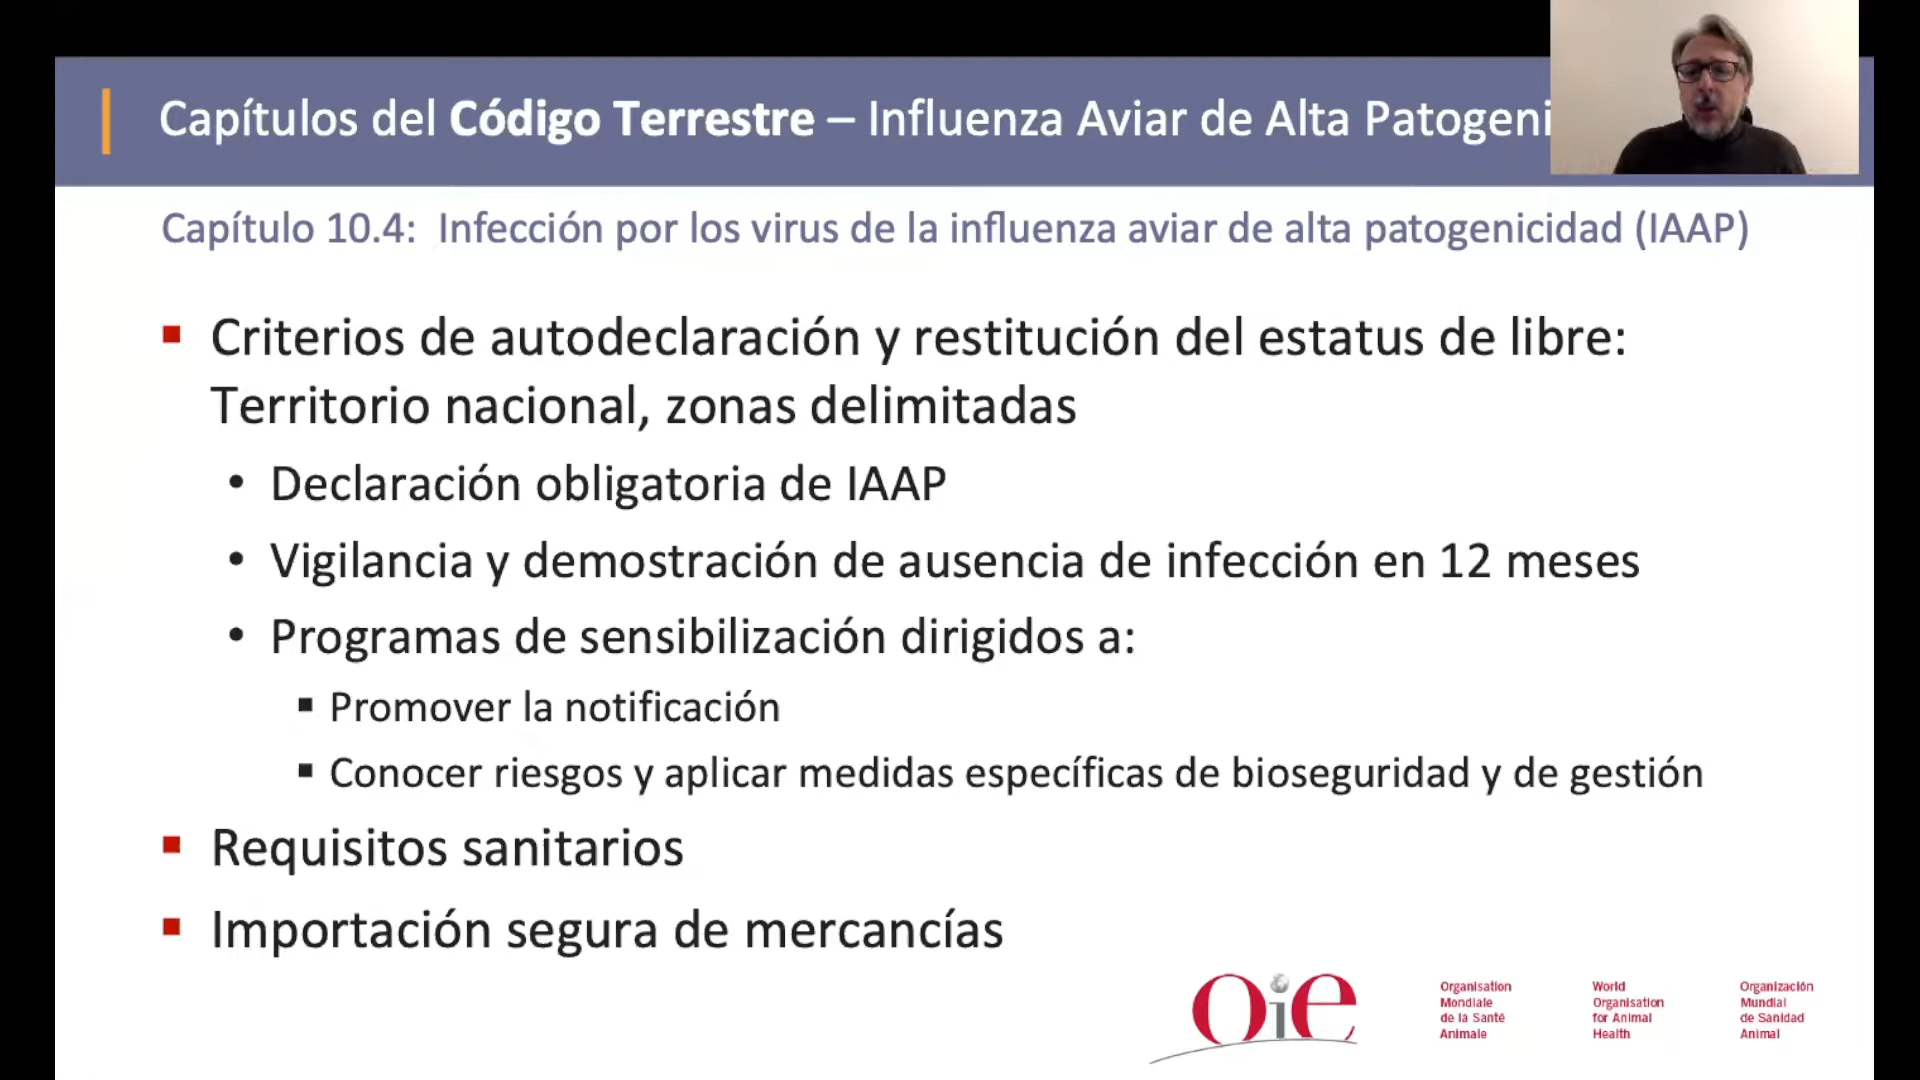 Capítulos del Código Terrestre – Influenza Aviar de Alta Patogeni
Capítulo 10.4: Infección por los virus de la influenza aviar de alta patogenicidad (IAAP)
Criterios de autodeclaración y restitución del estatus de libre:
Territorio nacional, zonas delimitadas
Declaración obligatoria de IAAP
Vigilancia y demostración de ausencia de infección en 12 meses
Programas de sensibilización dirigidos a:
Promover la notificación
Conocer riesgos y aplicar medidas específicas de bioseguridad y de gestión
Requisitos sanitarios
Importación segura de mercancías
Oie
Organisation
Mondiale
de la Santé
Animale
World
Organisation
for Animal
Health
Organización
Mundial
de Sanidad
Animal